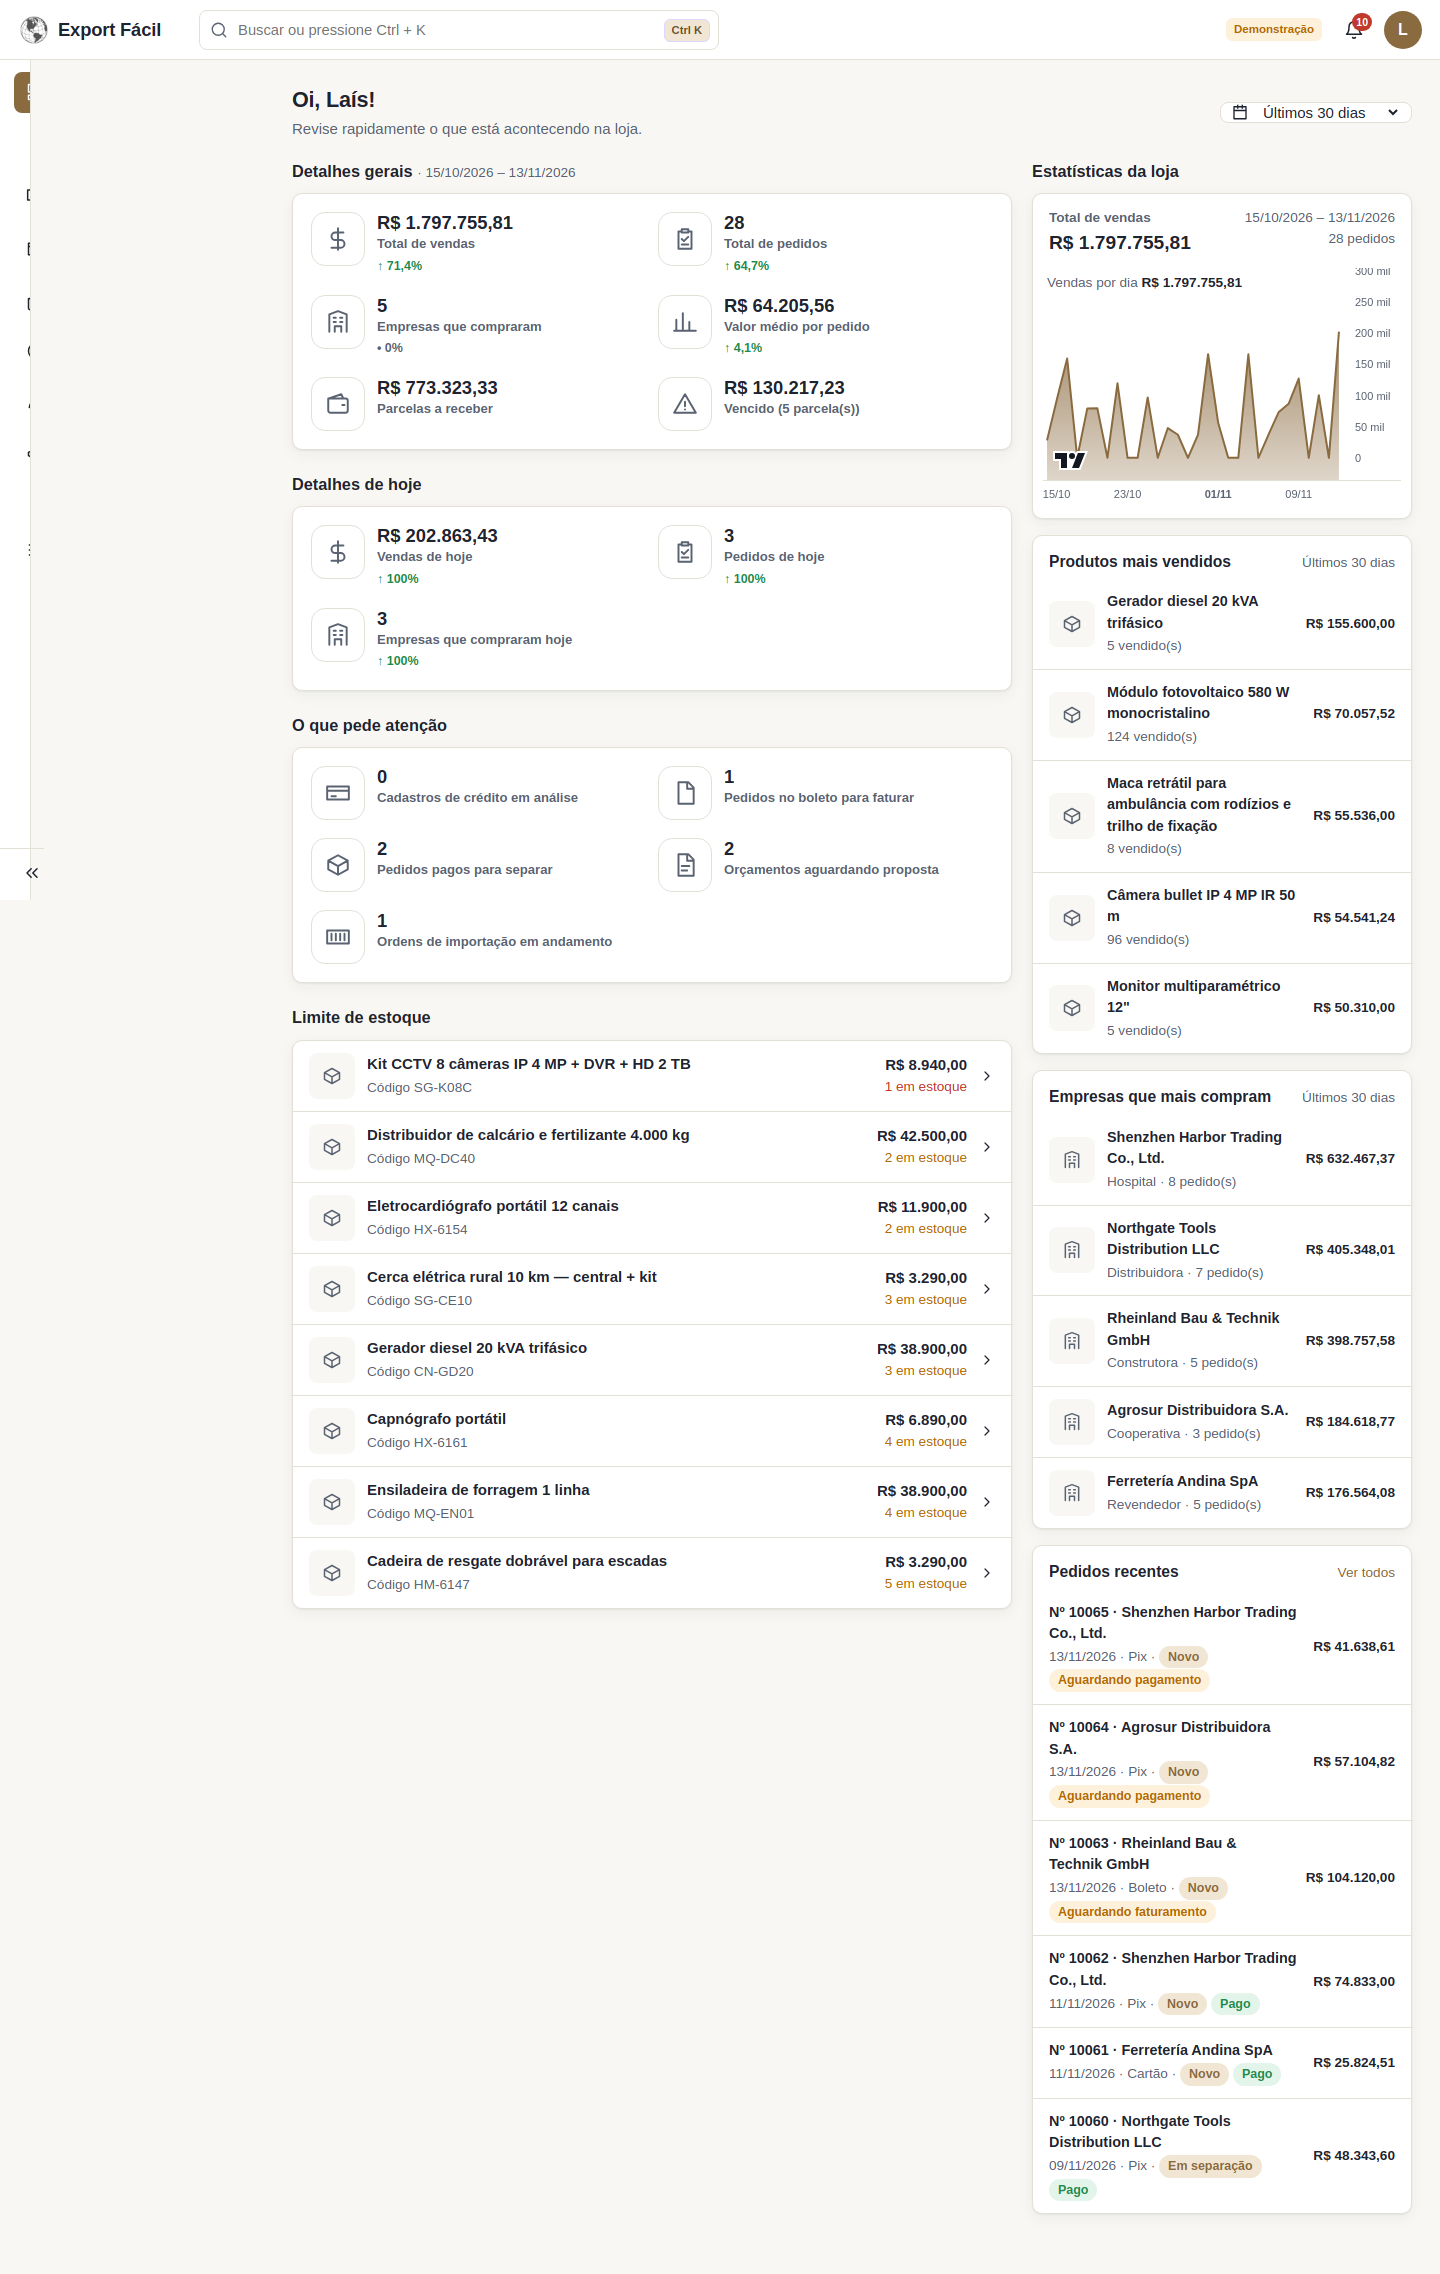 Export Fácil
Buscar ou pressione Ctrl + K
Ctrl K
Demonstração
10
L
Oi, Laís!
Revise rapidamente o que está acontecendo na loja.
Últimos 30 dias
Detalhes gerais · 15/10/2026 – 13/11/2026
R$ 1.797.755,81
Total de vendas
↑ 71,4%
28
Total de pedidos
↑ 64,7%
5
Empresas que compraram
• 0%
R$ 64.205,56
Valor médio por pedido
↑ 4,1%
R$ 773.323,33
Parcelas a receber
R$ 130.217,23
Vencido (5 parcela(s))
Detalhes de hoje
R$ 202.863,43
Vendas de hoje
↑ 100%
3
Pedidos de hoje
↑ 100%
3
Empresas que compraram hoje
↑ 100%
O que pede atenção
0
Cadastros de crédito em análise
1
Pedidos no boleto para faturar
2
Pedidos pagos para separar
2
Orçamentos aguardando proposta
1
Ordens de importação em andamento
Limite de estoque
Kit CCTV 8 câmeras IP 4 MP + DVR + HD 2 TB
Código SG-K08C
R$ 8.940,00
1 em estoque
Distribuidor de calcário e fertilizante 4.000 kg
Código MQ-DC40
R$ 42.500,00
2 em estoque
Eletrocardiógrafo portátil 12 canais
Código HX-6154
R$ 11.900,00
2 em estoque
Cerca elétrica rural 10 km — central + kit
Código SG-CE10
R$ 3.290,00
3 em estoque
Gerador diesel 20 kVA trifásico
Código CN-GD20
R$ 38.900,00
3 em estoque
Capnógrafo portátil
Código HX-6161
R$ 6.890,00
4 em estoque
Ensiladeira de forragem 1 linha
Código MQ-EN01
R$ 38.900,00
4 em estoque
Cadeira de resgate dobrável para escadas
Código HM-6147
R$ 3.290,00
5 em estoque
Estatísticas da loja
Total de vendas
15/10/2026 – 13/11/2026
R$ 1.797.755,81
28 pedidos
Vendas por dia R$ 1.797.755,81
300 mil
250 mil
200 mil
150 mil
100 mil
50 mil
0
15/10
23/10
01/11
09/11
Produtos mais vendidos
Últimos 30 dias
Gerador diesel 20 kVA
trifásico
5 vendido(s)
R$ 155.600,00
Módulo fotovoltaico 580 W
monocristalino
124 vendido(s)
R$ 70.057,52
Maca retrátil para
ambulância com rodízios e
trilho de fixação
8 vendido(s)
R$ 55.536,00
Câmera bullet IP 4 MP IR 50
m
96 vendido(s)
R$ 54.541,24
Monitor multiparamétrico
12"
5 vendido(s)
R$ 50.310,00
Empresas que mais compram
Últimos 30 dias
Shenzhen Harbor Trading
Co., Ltd.
Hospital · 8 pedido(s)
R$ 632.467,37
Northgate Tools
Distribution LLC
Distribuidora · 7 pedido(s)
R$ 405.348,01
Rheinland Bau & Technik
GmbH
Construtora · 5 pedido(s)
R$ 398.757,58
Agrosur Distribuidora S.A.
Cooperativa · 3 pedido(s)
R$ 184.618,77
Ferretería Andina SpA
Revendedor · 5 pedido(s)
R$ 176.564,08
Pedidos recentes
Ver todos
Nº 10065 · Shenzhen Harbor Trading
Co., Ltd.
13/11/2026 · Pix · Novo
Aguardando pagamento
R$ 41.638,61
Nº 10064 · Agrosur Distribuidora
S.A.
13/11/2026 · Pix · Novo
Aguardando pagamento
R$ 57.104,82
Nº 10063 · Rheinland Bau &
Technik GmbH
13/11/2026 · Boleto · Novo
Aguardando faturamento
R$ 104.120,00
Nº 10062 · Shenzhen Harbor Trading
Co., Ltd.
11/11/2026 · Pix · Novo Pago
R$ 74.833,00
Nº 10061 · Ferretería Andina SpA
11/11/2026 · Cartão · Novo Pago
R$ 25.824,51
Nº 10060 · Northgate Tools
Distribution LLC
09/11/2026 · Pix · Em separação
Pago
R$ 48.343,60